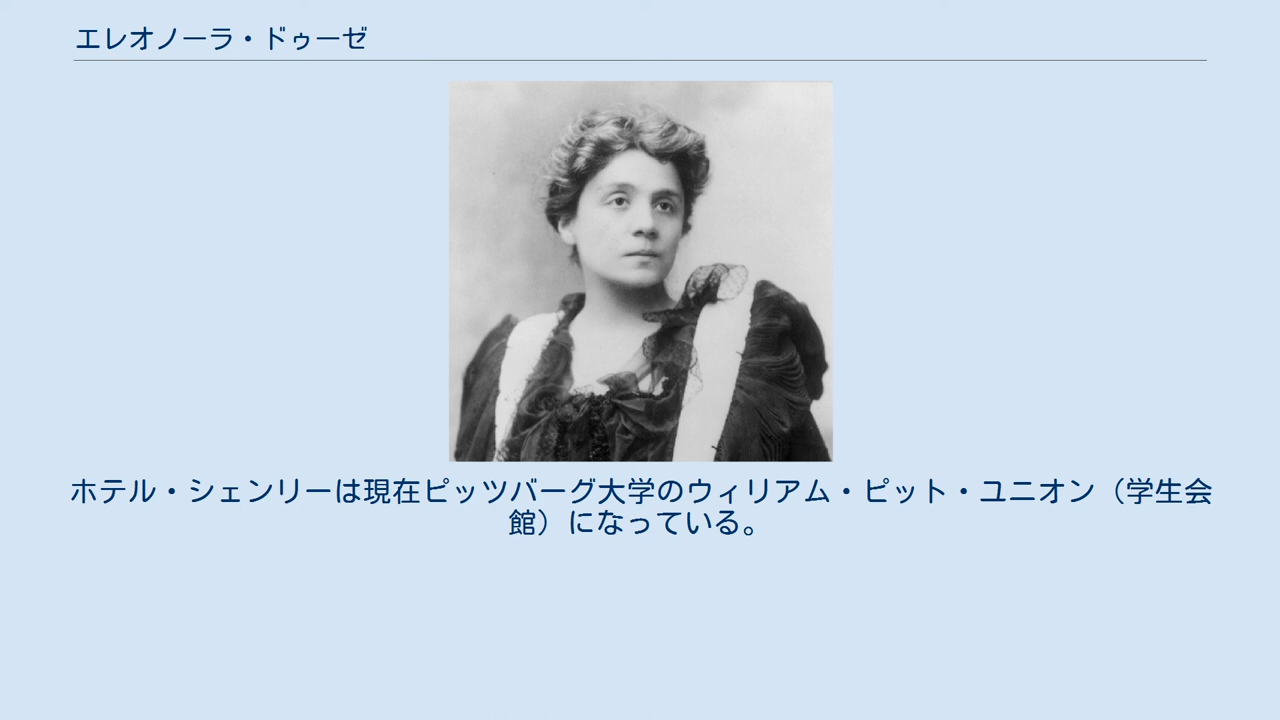 エレオノーラ・ドゥーゼ
ホテル・シェンリーは現在ピッツバーグ大学のウィリアム・ピット・ユニオン（学生会
館）になっている。